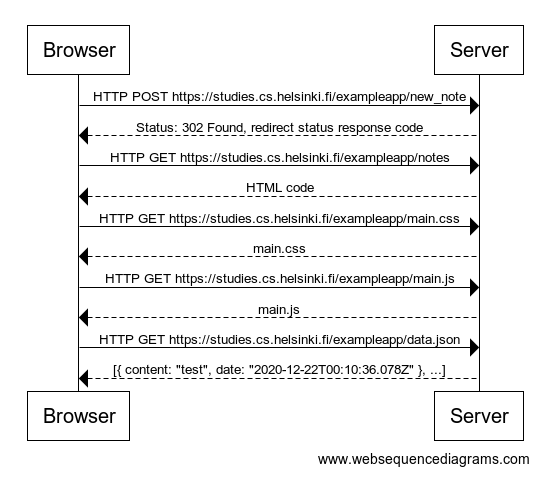 Browser Server
HTTP POST https://studies.cs.helsinki.fi/exampleapp/new_note
Status: 302 Found, redirect status response code
HTTP GET https://studies.cs.helsinki.fi/exampleapp/notes
HTML code
HTTP GET https://studies.cs.helsinki.fi/exampleapp/main.css
main.css
HTTP GET https://studies.cs.helsinki.fi/exampleapp/main.js
main.js
HTTP GET https://studies.cs.helsinki.fi/exampleapp/data.json
[{ content: "test", date: "2020-12-22T00:10:36.078Z" }, ...]
Browser Server
www.websequencediagrams.com